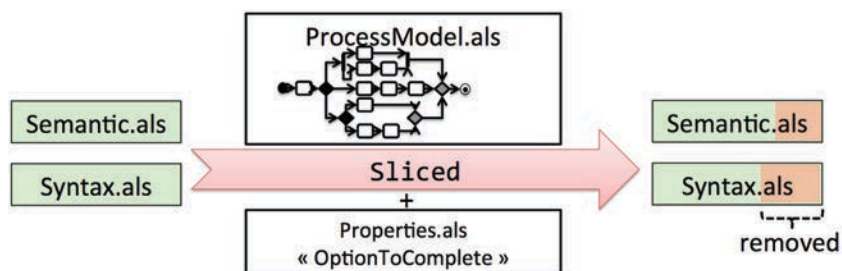 ProcessModel.als
Semantic.als
Syntax.als
Sliced
+
Properties.als
« OptionToComplete »
Semantic.als
Syntax.als
removed